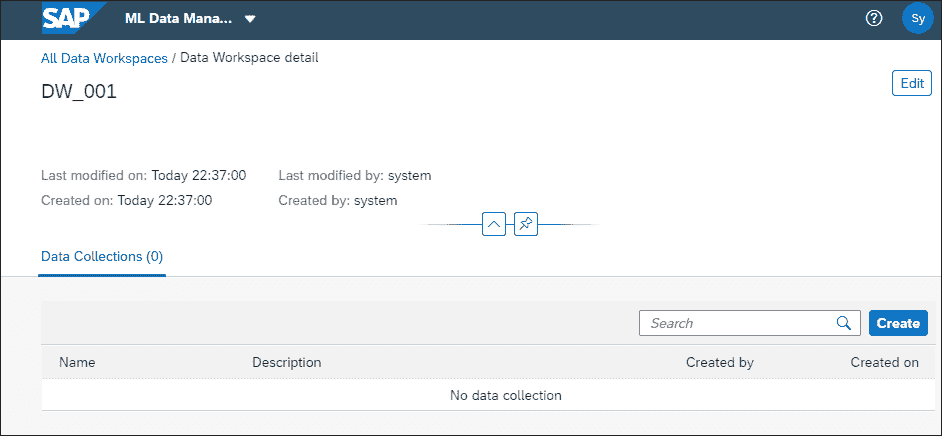 SAP ML Data Mana... Sy
All Data Workspaces / Data Workspace detail
DW_001 Edit
Last modified on: Today 22:37:00 Last modified by: system
Created on: Today 22:37:00 Created by: system
Data Collections (0)
Search Create
Name Description Created by Created on
No data collection